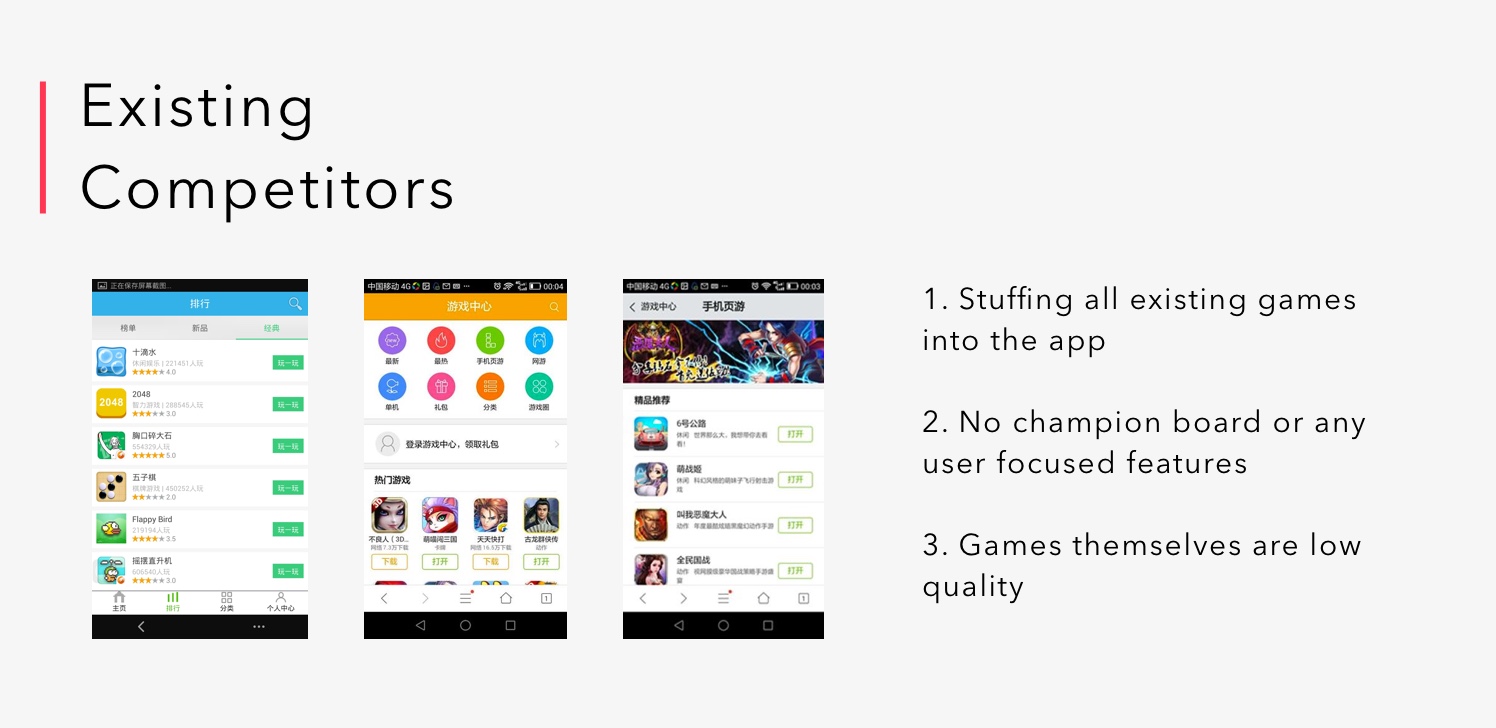 Existing
Competitors
正在保存屏幕截图...
排行
榜单 新品 经典
十滴水
休闲娱乐 | 221451人玩
4.0
玩一玩
2048
2048
智力游戏 | 288545人玩
3.0
玩一玩
胸口碎大石
554329人玩
5.0
玩一玩
五子棋
棋牌游戏 | 450252人玩
2.0
玩一玩
Flappy Bird
219194人玩
3.5
玩一玩
摇摆直升机
606540人玩
3.0
玩一玩
主页 排行 分类 个人中心
中国移动 4G 00:04
游戏中心
最新 最热 手机页游 网游
单机 礼包 分类 游戏圈
登录游戏中心，领取礼包
热门游戏
不良人（3D... 萌喵闯三国 天天快打 古龙群侠传
网络 7.3万下载 卡牌 网络 16.5万下载 动作
下载 打开 下载 打开
1
中国移动 4G 00:03
游戏中心 手机页游
精品推荐
6号公路
休闲 世界那么大，我想带你去看
看！
打开
萌战姬
休闲 科幻风格的萌妹子飞行射击游
戏
打开
叫我恶魔大人
动作 年度最酷炫暗黑魔幻动作手游
打开
全民国战
打开
1
1. Stuffing all existing games
into the app
2. No champion board or any
user focused features
3. Games themselves are low
quality